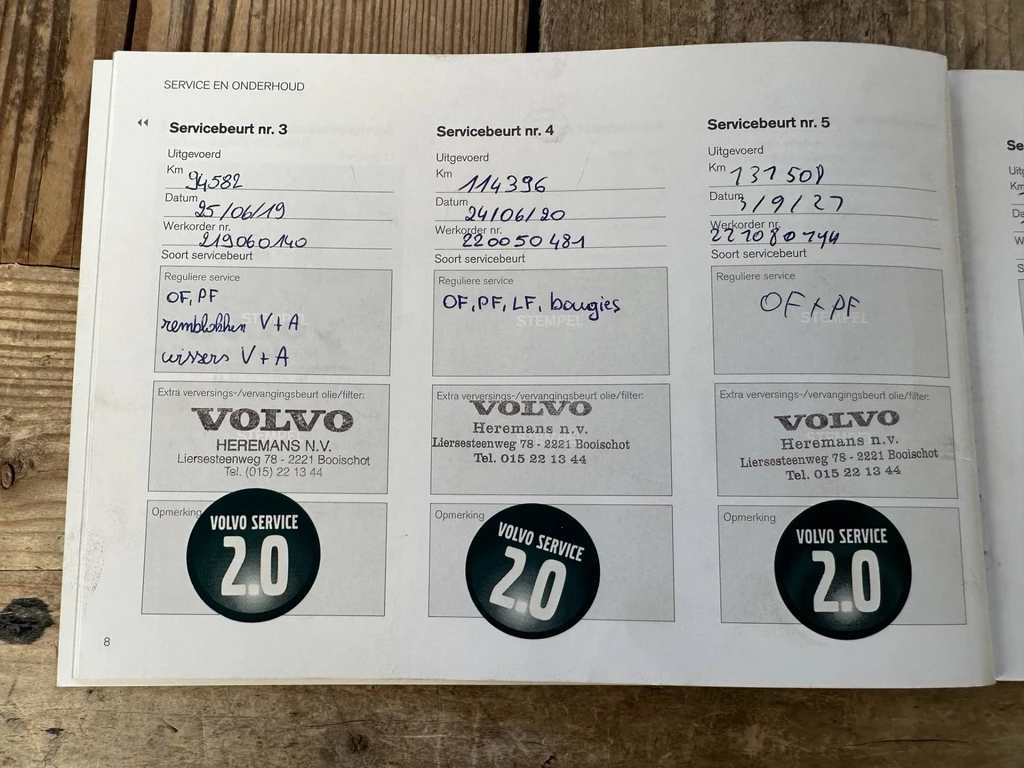 SERVICE EN ONDERHOUD
Servicebeurt nr. 3
Uitgevoerd
Km 94582
Datum 25/06/19
Werkorder nr. 219060140
Soort servicebeurt
Reguliere service
OF, PF
remblokken V+A
wissers V+A
Extra verversings-/vervangingsbeurt olie/filter:
VOLVO
HEREMANS N.V.
Liersesteenweg 78 - 2221 Booischot
Tel. (015) 22 13 44
Opmerking
VOLVO SERVICE
2.0
Servicebeurt nr. 4
Uitgevoerd
Km 114396
Datum 24/06/20
Werkorder nr. 220050481
Soort servicebeurt
Reguliere service
OF, PF, LF, bougies
STEMPEL
Extra verversings-/vervangingsbeurt olie/filter:
VOLVO
Heremans n.v.
Liersesteenweg 78 - 2221 Booischot
Tel. 015 22 13 44
Opmerking
VOLVO SERVICE
2.0
Servicebeurt nr. 5
Uitgevoerd
Km 131508
Datum 3/9/21
Werkorder nr.
Soort servicebeurt
Reguliere service
OF + PF
STEMPEL
Extra verversings-/vervangingsbeurt olie/filter:
VOLVO
Heremans n.v.
Liersesteenweg 78 - 2221 Booischot
Tel. 015 22 13 44
Opmerking
VOLVO SERVICE
2.0
8